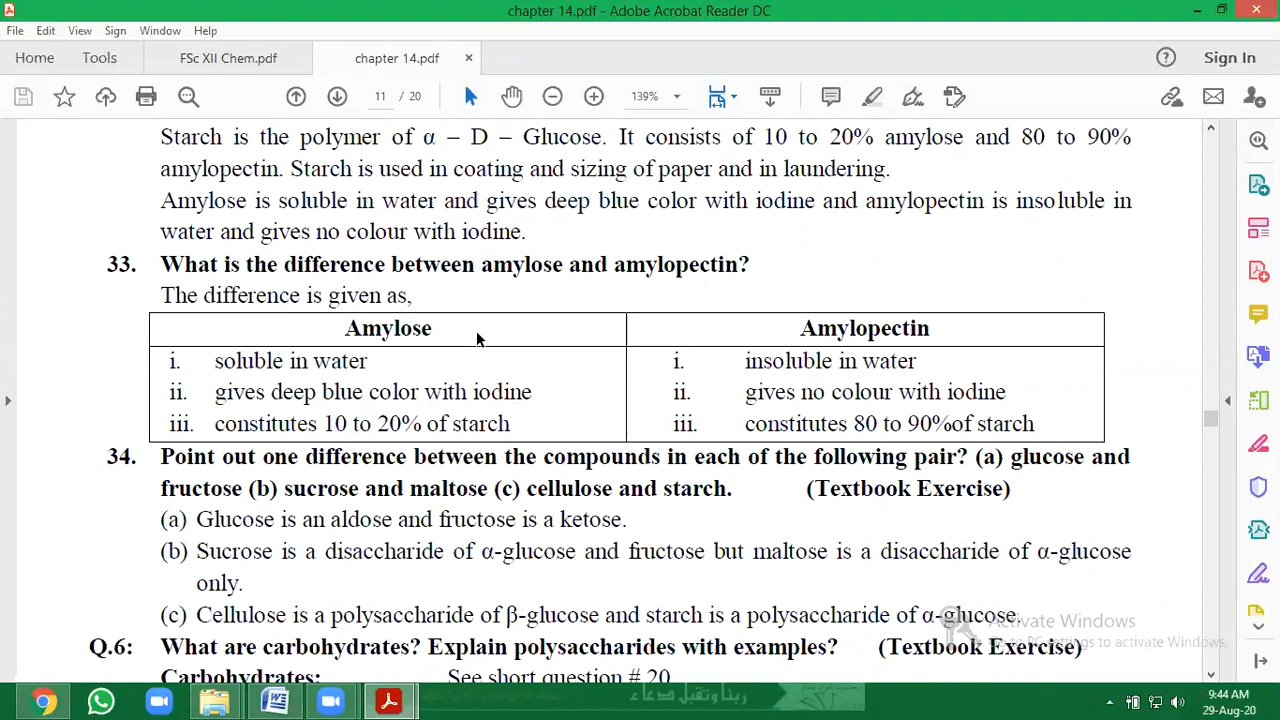 chapter 14.pdf - Adobe Acrobat Reader DC
File Edit View Sign Window Help
Home Tools FSc XII Chem.pdf chapter 14.pdf × Sign In
11 / 20 139%
Starch is the polymer of α – D – Glucose. It consists of 10 to 20% amylose and 80 to 90%
amylopectin. Starch is used in coating and sizing of paper and in laundering.
Amylose is soluble in water and gives deep blue color with iodine and amylopectin is insoluble in
water and gives no colour with iodine.
33. What is the difference between amylose and amylopectin?
The difference is given as,
Amylose Amylopectin
i. soluble in water i. insoluble in water
ii. gives deep blue color with iodine ii. gives no colour with iodine
iii. constitutes 10 to 20% of starch iii. constitutes 80 to 90%of starch
34. Point out one difference between the compounds in each of the following pair? (a) glucose and
fructose (b) sucrose and maltose (c) cellulose and starch. (Textbook Exercise)
(a) Glucose is an aldose and fructose is a ketose.
(b) Sucrose is a disaccharide of α-glucose and fructose but maltose is a disaccharide of α-glucose
only.
(c) Cellulose is a polysaccharide of β-glucose and starch is a polysaccharide of α-glucose.
Activate Windows
Go to PC settings to activate Windows.
Q.6: What are carbohydrates? Explain polysaccharides with examples? (Textbook Exercise)
Carbohydrates: See short question # 20
ربنا وتقبل دعاء
9:44 AM
29-Aug-20